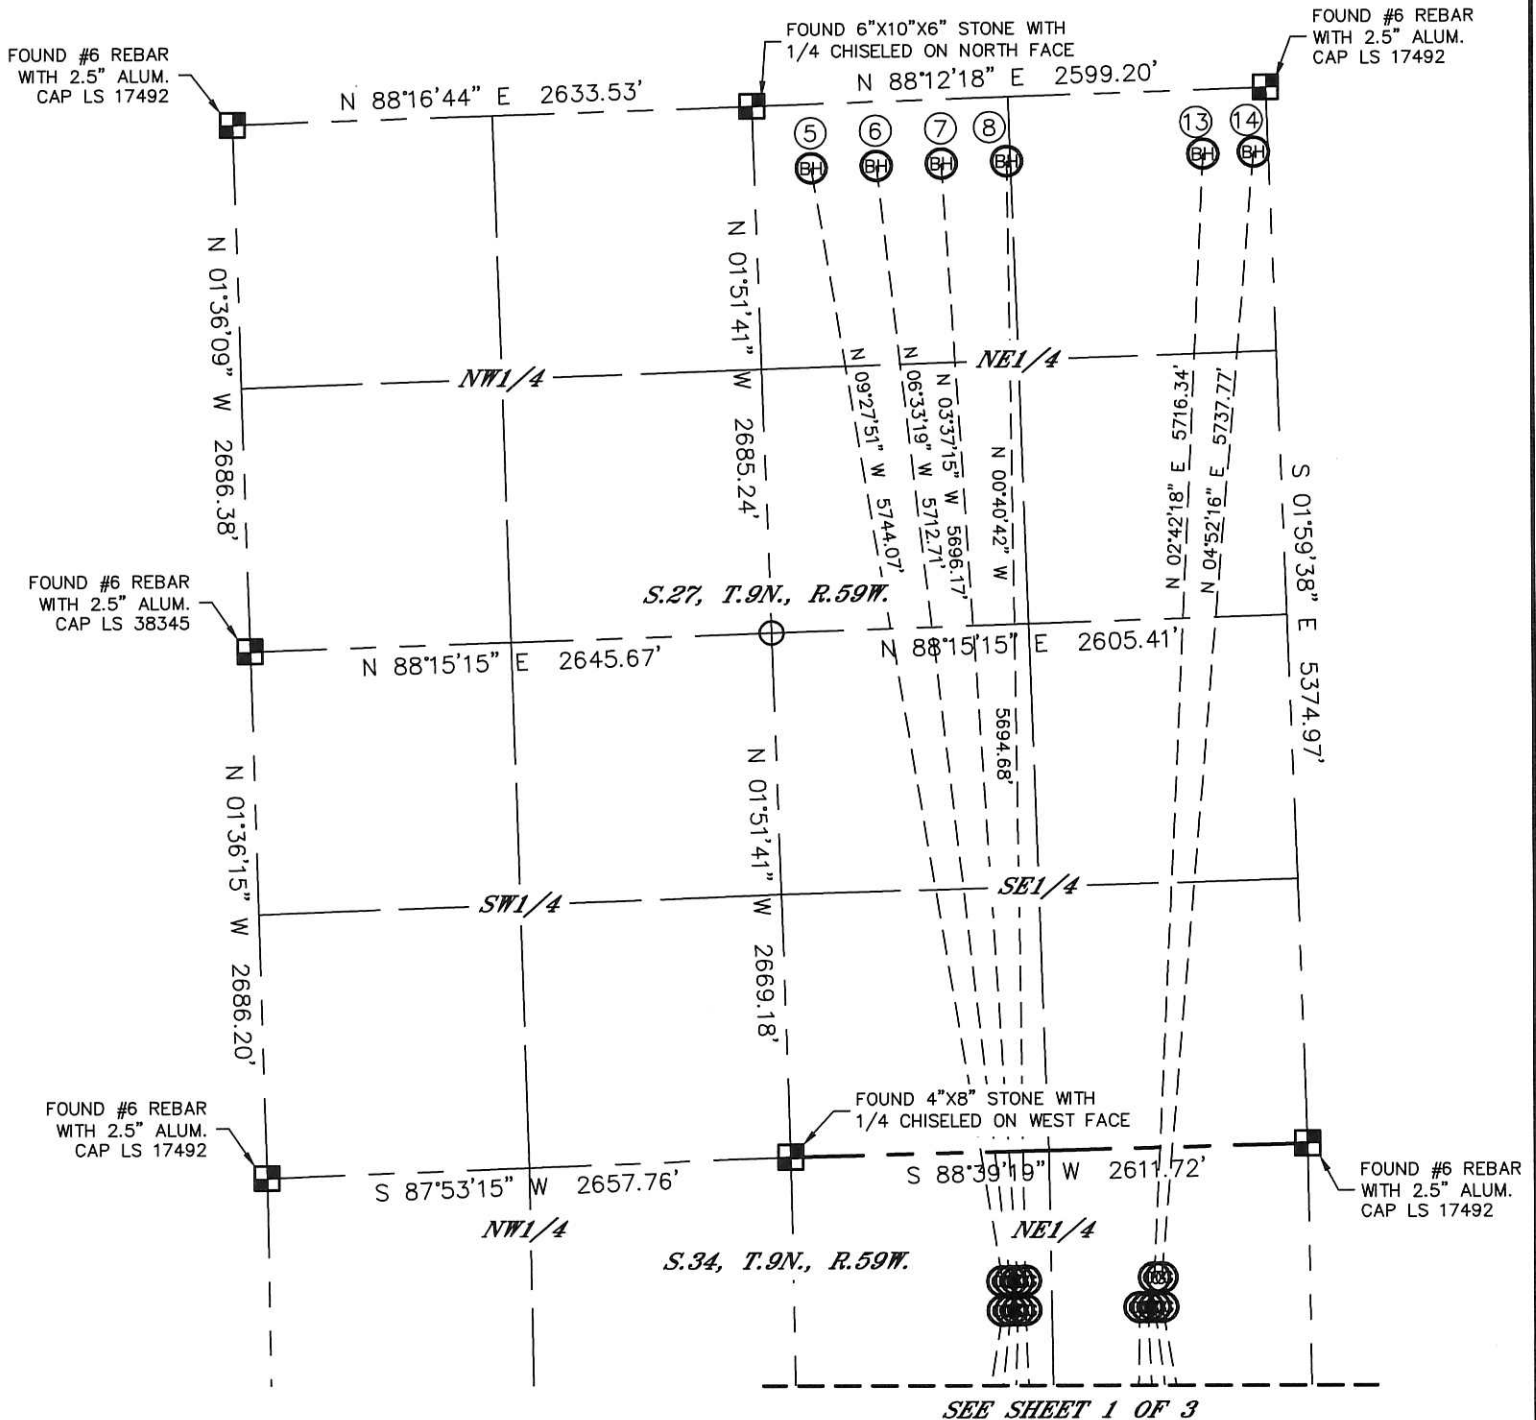 FOUND #6 REBAR
WITH 2.5" ALUM.
CAP LS 17492
FOUND 6"X10"X6" STONE WITH
1/4 CHISELED ON NORTH FACE
FOUND #6 REBAR
WITH 2.5" ALUM.
CAP LS 17492
N 88°16'44" E 2633.53'
N 88°12'18" E 2599.20'
5
6
7
8
13
14
BH
BH
BH
BH
BH
BH
N 01°36'09" W 2686.38'
N 01°51'41" W 2685.24'
NW1/4
NE1/4
N 09°27'51" W 5744.07'
N 06°33'19" W 5712.71'
N 03°37'15" W 5696.17'
N 00°40'42" W
5694.68'
N 02°42'18" E 5716.34'
N 04°52'16" E 5737.77'
S 01°59'38" E 5374.97'
FOUND #6 REBAR
WITH 2.5" ALUM.
CAP LS 38345
S.27, T.9N., R.59W.
N 88°15'15" E 2645.67'
N 88°15'15" E 2605.41'
N 01°36'15" W 2686.20'
N 01°51'41" W 2669.18'
SW1/4
SE1/4
FOUND #6 REBAR
WITH 2.5" ALUM.
CAP LS 17492
FOUND 4"X8" STONE WITH
1/4 CHISELED ON WEST FACE
S 87°53'15" W 2657.76'
S 88°39'19" W 2611.72'
FOUND #6 REBAR
WITH 2.5" ALUM.
CAP LS 17492
NW1/4
NE1/4
S.34, T.9N., R.59W.
SEE SHEET 1 OF 3